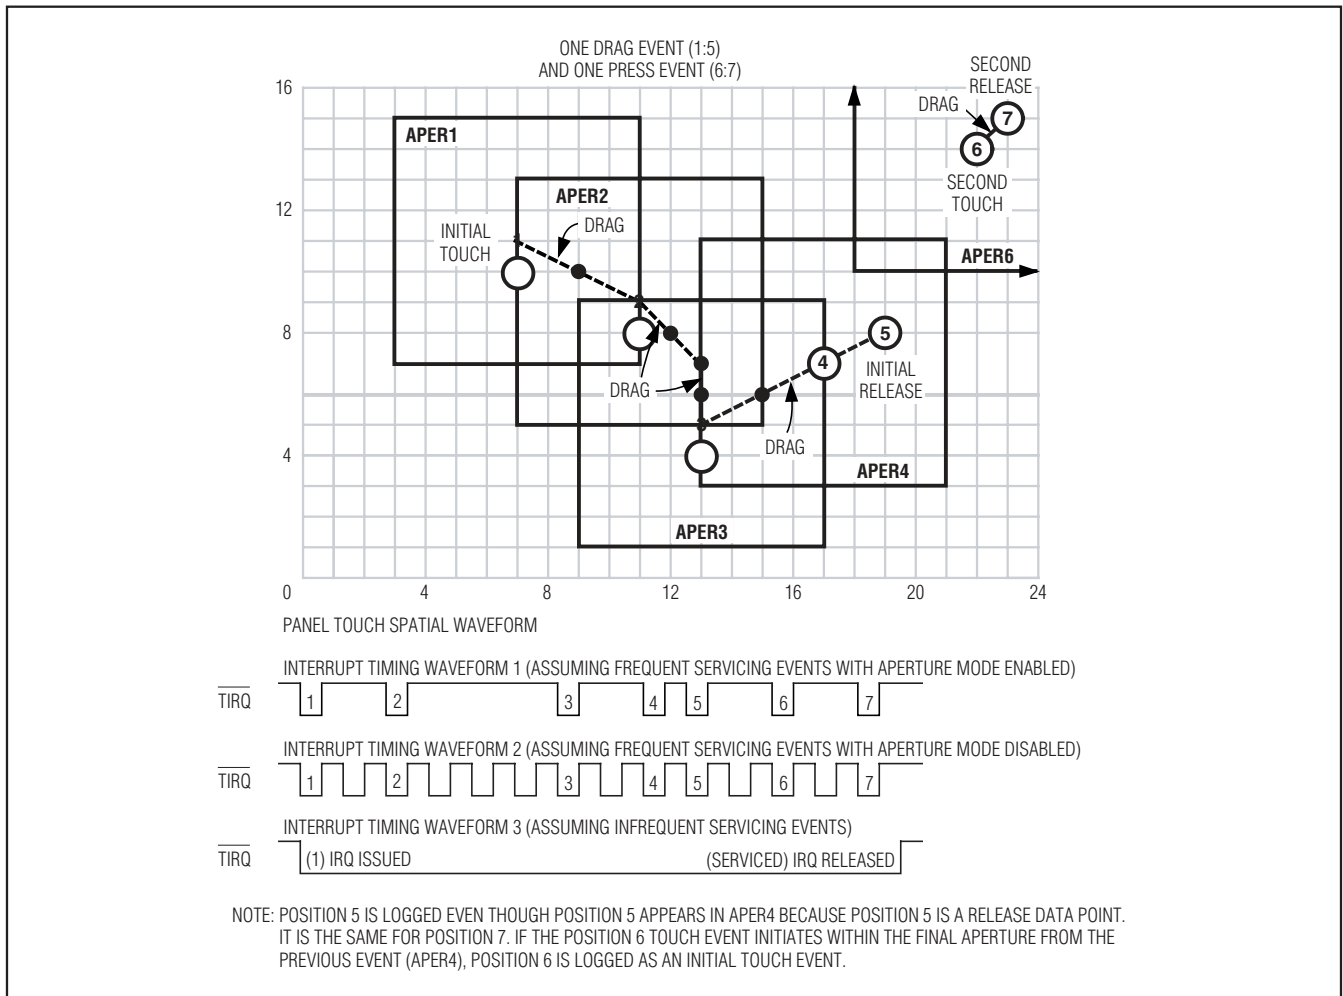 ONE DRAG EVENT (1:5)
AND ONE PRESS EVENT (6:7)
SECOND
RELEASE
DRAG
7
6
SECOND
TOUCH
16
12
8
4
0
4
8
12
16
20
24
APER1
APER2
INITIAL
TOUCH
DRAG
APER6
5
4
INITIAL
RELEASE
DRAG
DRAG
APER4
APER3
PANEL TOUCH SPATIAL WAVEFORM
INTERRUPT TIMING WAVEFORM 1 (ASSUMING FREQUENT SERVICING EVENTS WITH APERTURE MODE ENABLED)
TIRQ
1 2 3 4 5 6 7
INTERRUPT TIMING WAVEFORM 2 (ASSUMING FREQUENT SERVICING EVENTS WITH APERTURE MODE DISABLED)
TIRQ
1 2 3 4 5 6 7
INTERRUPT TIMING WAVEFORM 3 (ASSUMING INFREQUENT SERVICING EVENTS)
TIRQ
(1) IRQ ISSUED (SERVICED) IRQ RELEASED
NOTE: POSITION 5 IS LOGGED EVEN THOUGH POSITION 5 APPEARS IN APER4 BECAUSE POSITION 5 IS A RELEASE DATA POINT.
IT IS THE SAME FOR POSITION 7. IF THE POSITION 6 TOUCH EVENT INITIATES WITHIN THE FINAL APERTURE FROM THE
PREVIOUS EVENT (APER4), POSITION 6 IS LOGGED AS AN INITIAL TOUCH EVENT.